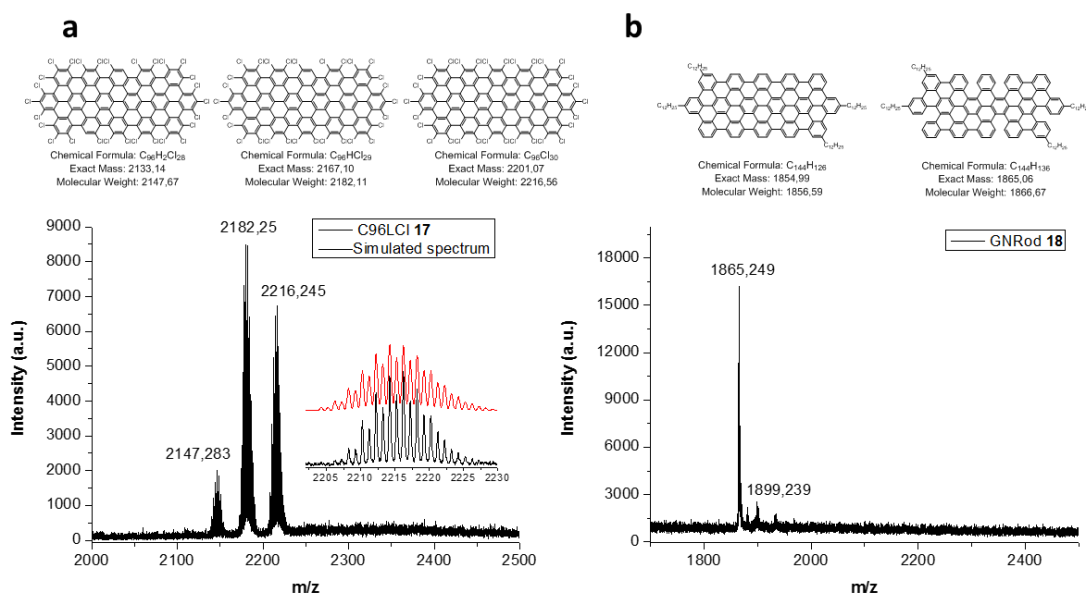 a
b
Chemical Formula: C₉₆H₂Cl₂₈
Exact Mass: 2133,14
Molecular Weight: 2147,67
Chemical Formula: C₉₆HCl₂₉
Exact Mass: 2167,10
Molecular Weight: 2182,11
Chemical Formula: C₉₆Cl₃₀
Exact Mass: 2201,07
Molecular Weight: 2216,56
C₁₂H₂₅
C₁₂H₂₅
C₁₂H₂₅
C₁₂H₂₅
Chemical Formula: C₁₄₄H₁₂₆
Exact Mass: 1854,99
Molecular Weight: 1856,59
Chemical Formula: C₁₄₄H₁₃₆
Exact Mass: 1865,06
Molecular Weight: 1866,67
9000
8000
7000
6000
5000
4000
3000
2000
1000
0
Intensity (a.u.)
2182,25
2216,245
2147,283
C96LCl 17
Simulated spectrum
2205 2210 2215 2220 2225 2230
2000 2100 2200 2300 2400 2500
m/z
18000
15000
12000
9000
6000
3000
0
Intensity (a.u.)
1865,249
1899,239
GNRod 18
1800 2000 2200 2400
m/z